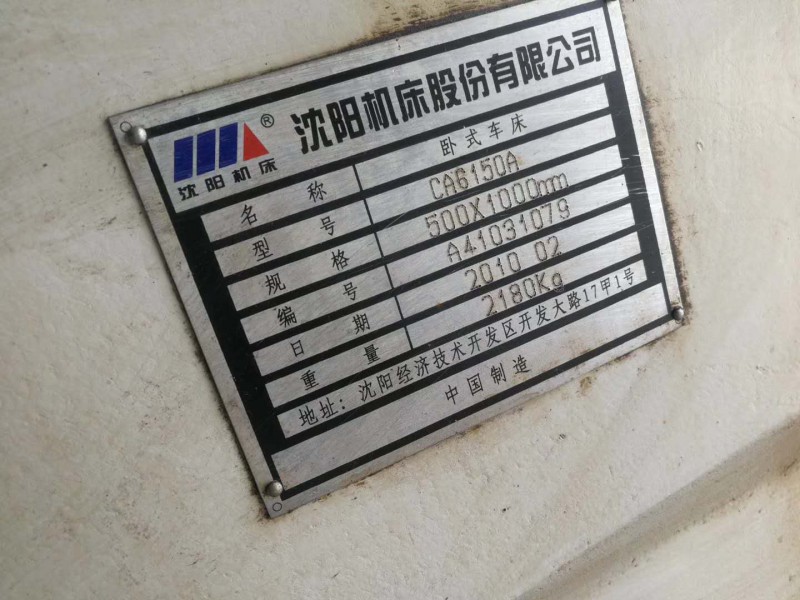 沈阳机床股份有限公司
®
沈阳机床
名 称 卧式车床
型 号 CA6150A
规 格 500X1000mm
编 号 A41031079
日 期 2010 02
重 量 2180Kg
地址：沈阳经济技术开发区开发大路17甲1号
中国制造